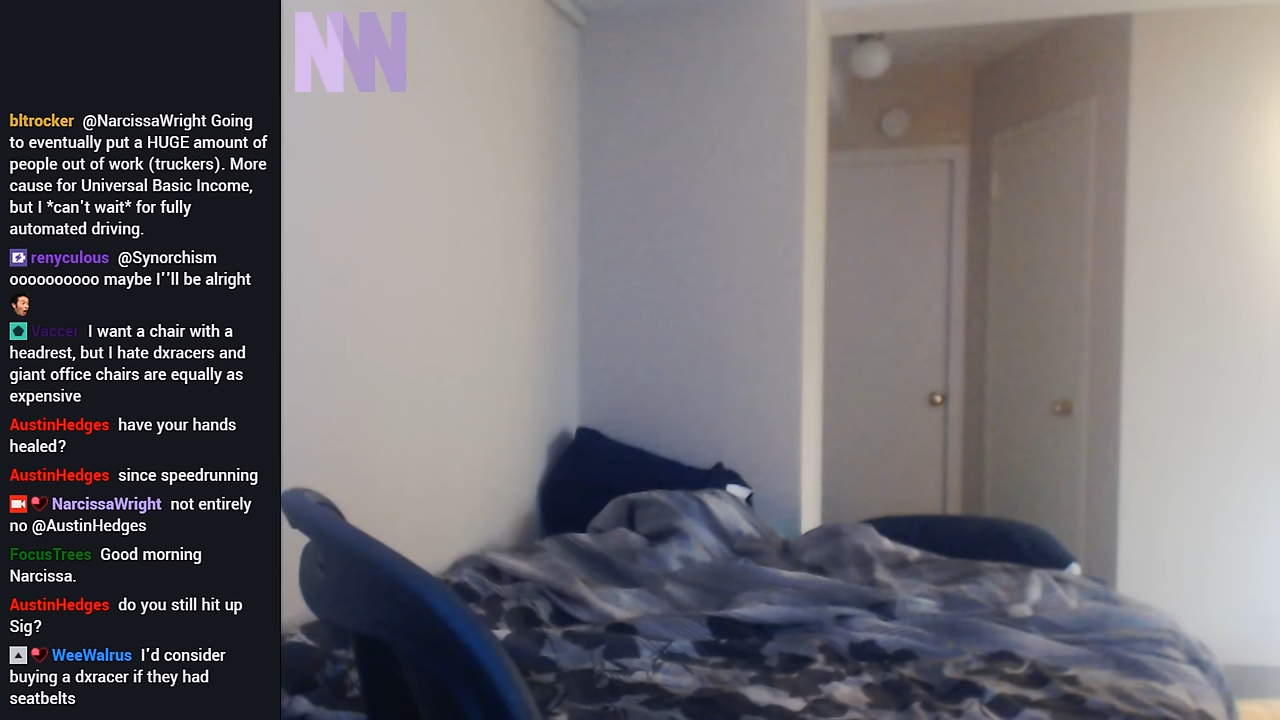 NW
bltrocker @NarcissaWright Going
to eventually put a HUGE amount of
people out of work (truckers). More
cause for Universal Basic Income,
but I *can't wait* for fully
automated driving.
renyculous @Synorchism
oooooooooo maybe I''ll be alright
Vaccer I want a chair with a
headrest, but I hate dxracers and
giant office chairs are equally as
expensive
AustinHedges have your hands
healed?
AustinHedges since speedrunning
NarcissaWright not entirely
no @AustinHedges
FocusTrees Good morning
Narcissa.
AustinHedges do you still hit up
Sig?
WeeWalrus I'd consider
buying a dxracer if they had
seatbelts